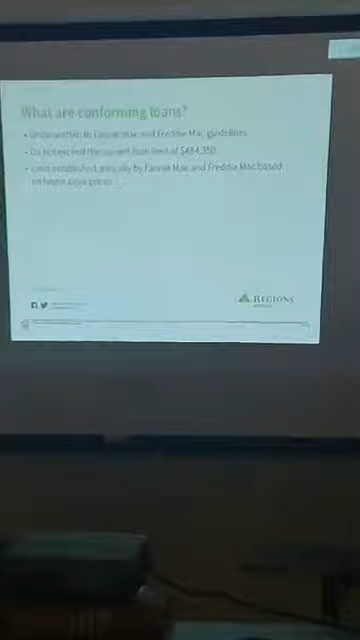 What are conforming loans?
• Underwritten to Fannie Mae and Freddie Mac guidelines
• Do not exceed the current loan limit of $484,350
• Limit established annually by Fannie Mae and Freddie Mac based
on home sales prices
REGIONS